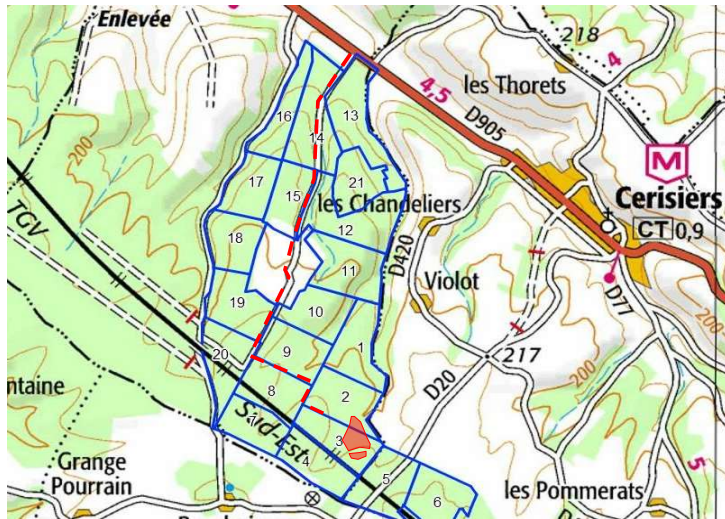 Enlevée
218
4
les Thorets
4,5
16
13
D905
14
200
M
17
21
15
Cerisiers
les Chandeliers
CT 0,9
TGV
18
12
D420
11
Violot
D77
19
10
1
217
20
9
200
ntaine
8
2
D20
Sud-Est
7
3
5
Grange
Pourrain
4
5
les Pommerats
6